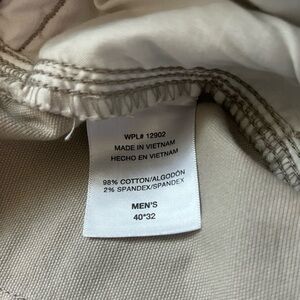 WPL# 12902
MADE IN VIETNAM
HECHO EN VIETNAM
98% COTTON/ALGODÓN
2% SPANDEX/SPANDEX
MEN'S
40*32